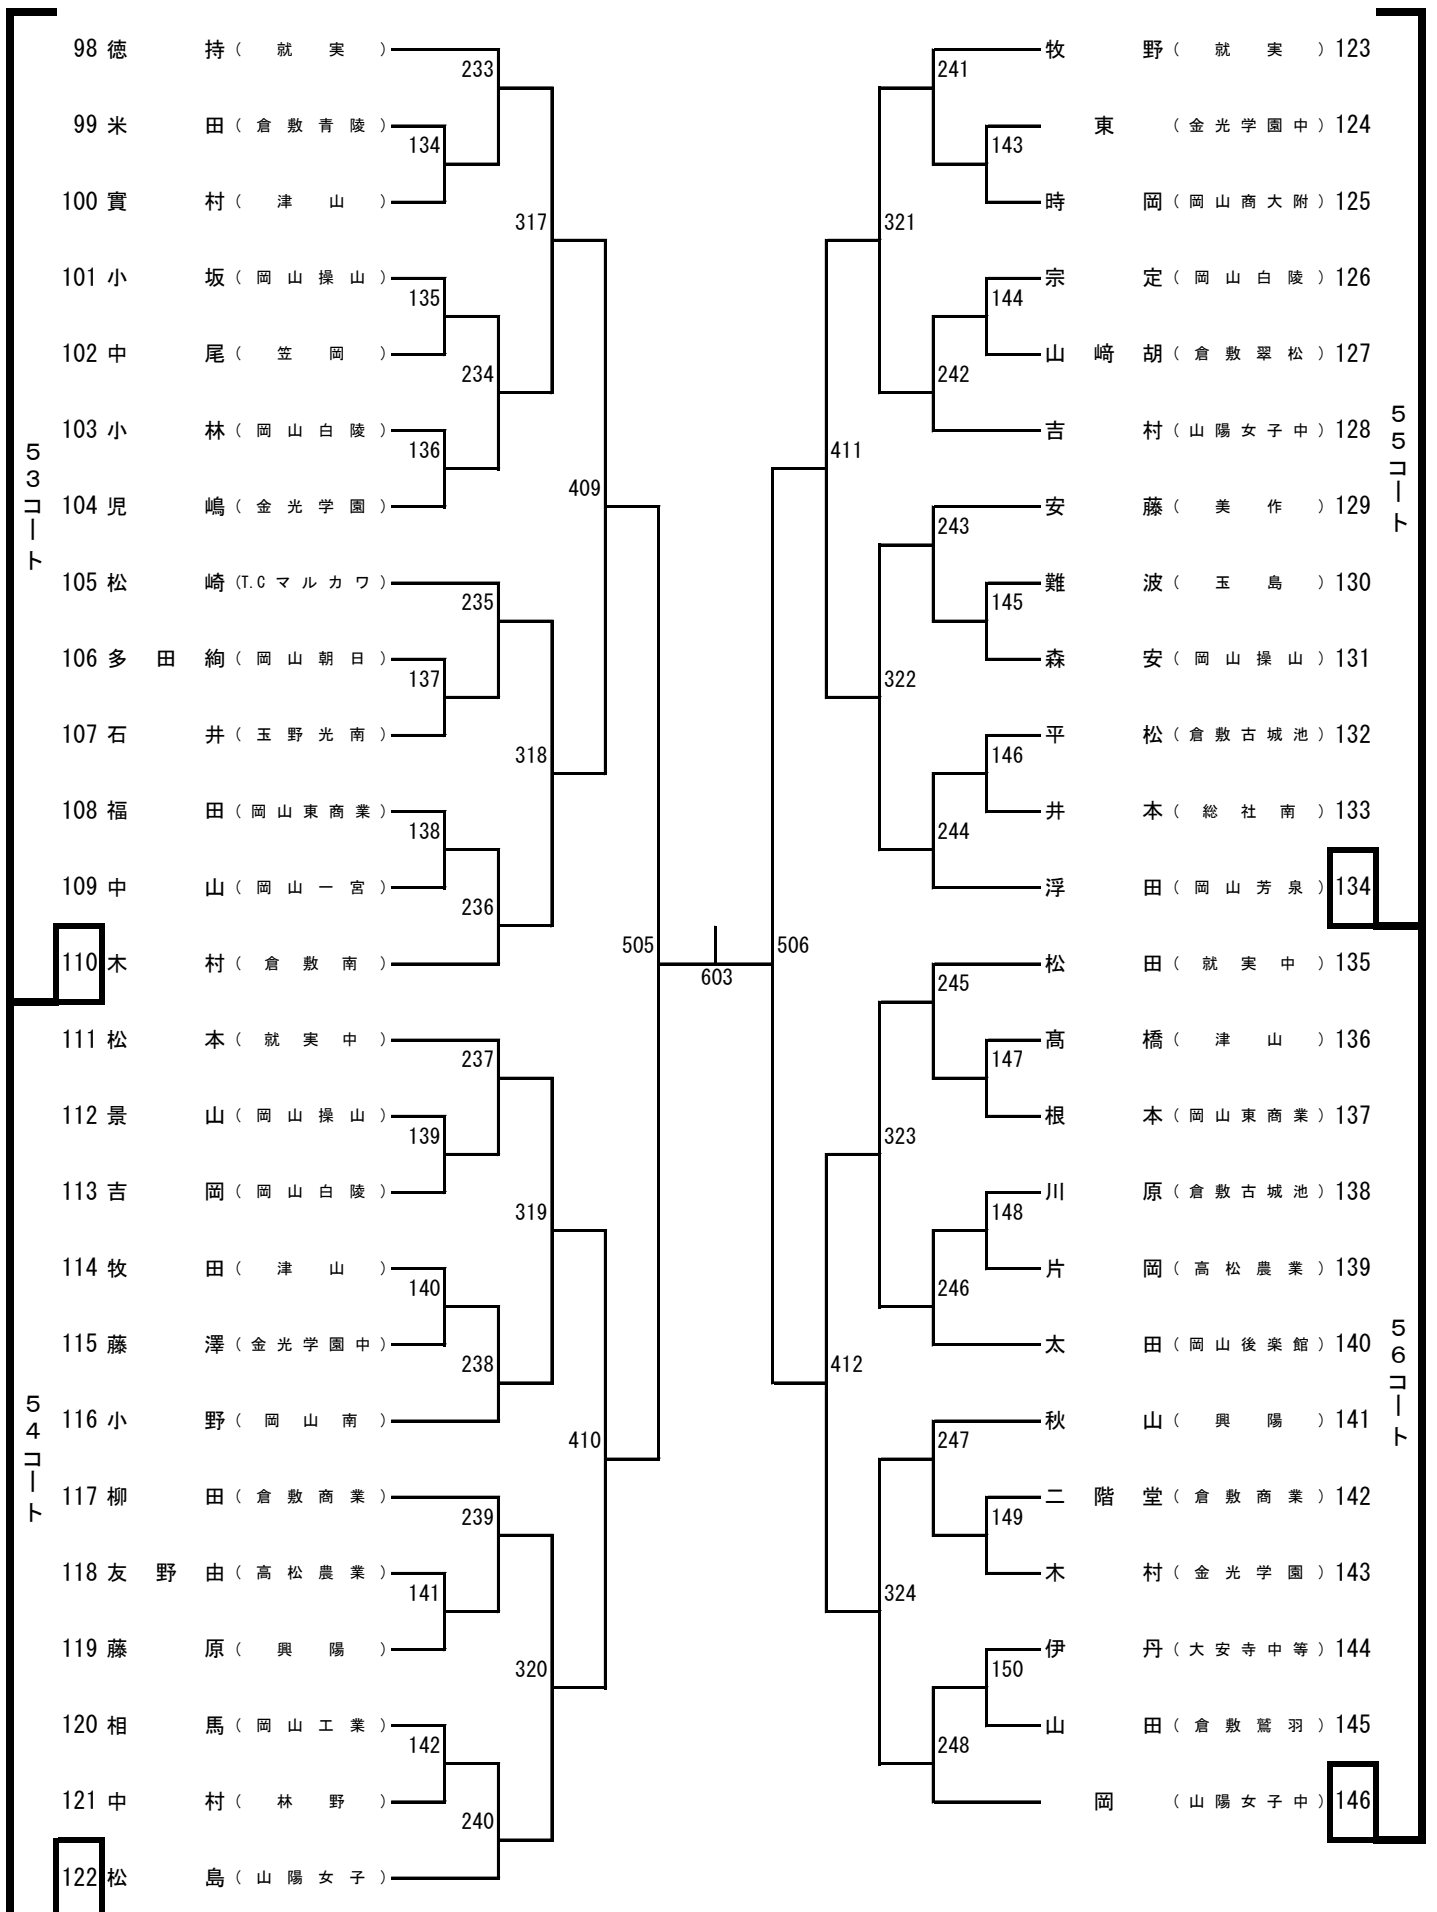 98 徳 持 ( 就 実 )
233
99 米 田 ( 倉 敷 青 陵 )
134
100 實 村 ( 津 山 )
317
101 小 坂 ( 岡 山 操 山 )
135
102 中 尾 ( 笠 岡 )
234
103 小 林 ( 岡 山 白 陵 )
136
53コート
409
104 児 嶋 ( 金 光 学 園 )
105 松 崎 (T.C マ ル カ ワ )
235
106 多 田 絢 ( 岡 山 朝 日 )
137
107 石 井 ( 玉 野 光 南 )
318
108 福 田 ( 岡 山 東 商 業 )
138
109 中 山 ( 岡 山 一 宮 )
236
110 木 村 ( 倉 敷 南 )
505
603
506
111 松 本 ( 就 実 中 )
237
112 景 山 ( 岡 山 操 山 )
139
113 吉 岡 ( 岡 山 白 陵 )
319
114 牧 田 ( 津 山 )
140
115 藤 澤 ( 金 光 学 園 中 )
238
116 小 野 ( 岡 山 南 )
410
54コート
117 柳 田 ( 倉 敷 商 業 )
239
118 友 野 由 ( 高 松 農 業 )
141
119 藤 原 ( 興 陽 )
320
120 相 馬 ( 岡 山 工 業 )
142
121 中 村 ( 林 野 )
240
122 松 島 ( 山 陽 女 子 )
牧 野 ( 就 実 ) 123
241
東 ( 金 光 学 園 中 ) 124
143
時 岡 ( 岡 山 商 大 附 ) 125
321
宗 定 ( 岡 山 白 陵 ) 126
144
山 﨑 胡 ( 倉 敷 翠 松 ) 127
242
吉 村 ( 山 陽 女 子 中 ) 128
411
55コート
安 藤 ( 美 作 ) 129
243
難 波 ( 玉 島 ) 130
145
森 安 ( 岡 山 操 山 ) 131
322
平 松 ( 倉 敷 古 城 池 ) 132
146
井 本 ( 総 社 南 ) 133
244
浮 田 ( 岡 山 芳 泉 ) 134
松 田 ( 就 実 中 ) 135
245
髙 橋 ( 津 山 ) 136
147
根 本 ( 岡 山 東 商 業 ) 137
323
川 原 ( 倉 敷 古 城 池 ) 138
148
片 岡 ( 高 松 農 業 ) 139
246
太 田 ( 岡 山 後 楽 館 ) 140
412
56コート
秋 山 ( 興 陽 ) 141
247
二 階 堂 ( 倉 敷 商 業 ) 142
149
木 村 ( 金 光 学 園 ) 143
324
伊 丹 ( 大 安 寺 中 等 ) 144
150
山 田 ( 倉 敷 鷲 羽 ) 145
248
岡 ( 山 陽 女 子 中 ) 146